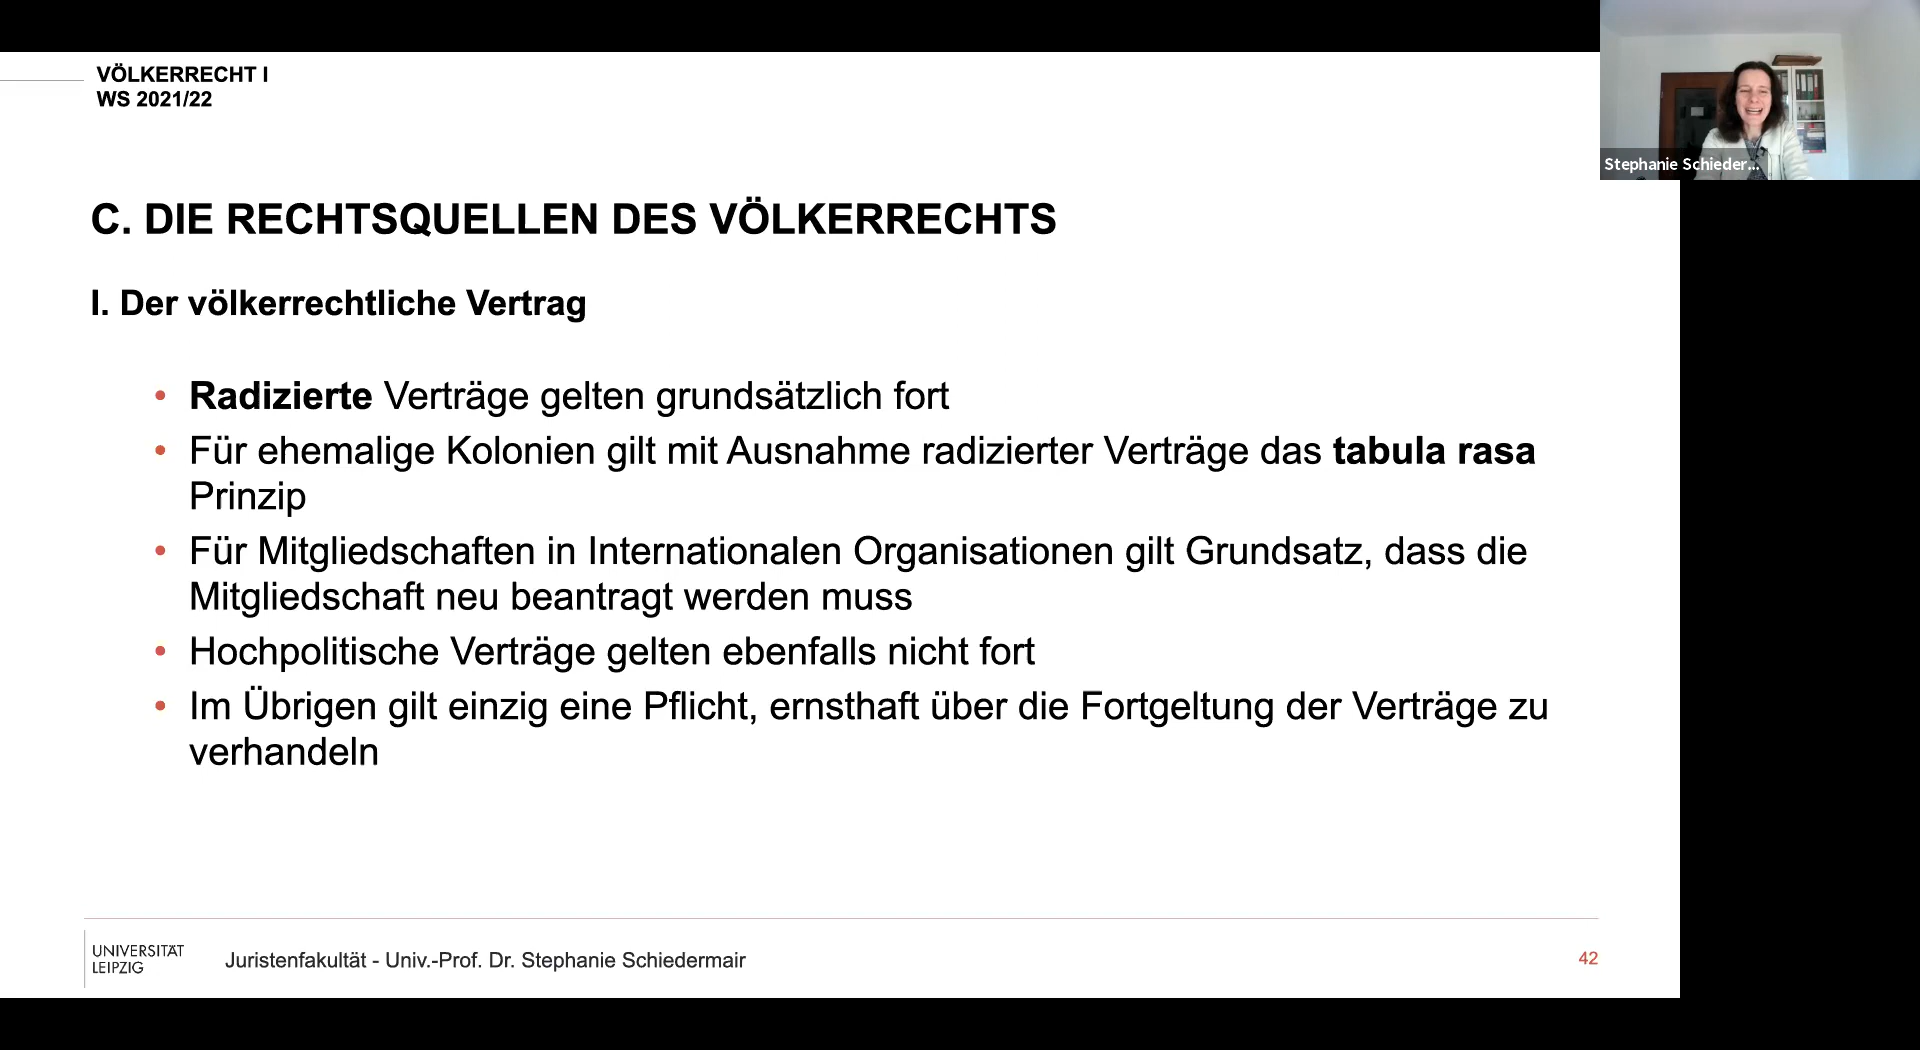 VÖLKERRECHT I
WS 2021/22
Stephanie Schieder...
C. DIE RECHTSQUELLEN DES VÖLKERRECHTS
I. Der völkerrechtliche Vertrag
• Radizierte Verträge gelten grundsätzlich fort
• Für ehemalige Kolonien gilt mit Ausnahme radizierter Verträge das tabula rasa
Prinzip
• Für Mitgliedschaften in Internationalen Organisationen gilt Grundsatz, dass die
Mitgliedschaft neu beantragt werden muss
• Hochpolitische Verträge gelten ebenfalls nicht fort
• Im Übrigen gilt einzig eine Pflicht, ernsthaft über die Fortgeltung der Verträge zu
verhandeln
UNIVERSITÄT
LEIPZIG
Juristenfakultät - Univ.-Prof. Dr. Stephanie Schiedermair
42